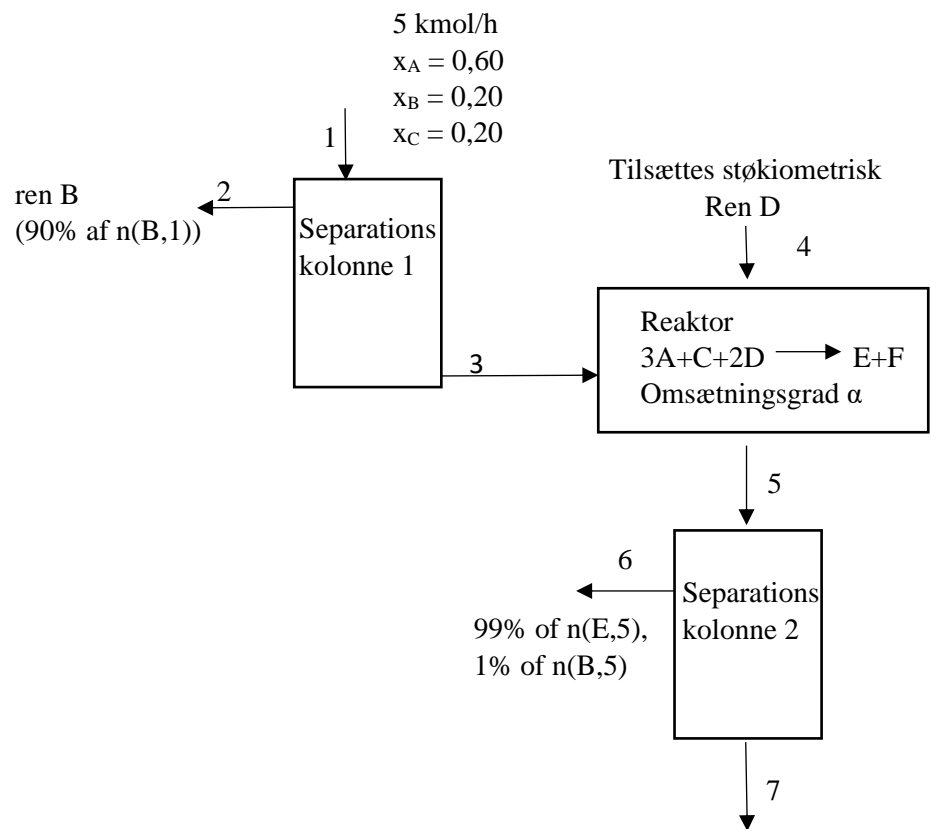 5 kmol/h
xA = 0,60
xB = 0,20
xC = 0,20
1
ren B
(90% af n(B,1))
2
Separations
kolonne 1
3
Tilsættes støkiometrisk
Ren D
4
Reaktor
3A+C+2D → E+F
Omsætningsgrad α
5
6
99% of n(E,5),
1% of n(B,5)
Separations
kolonne 2
7